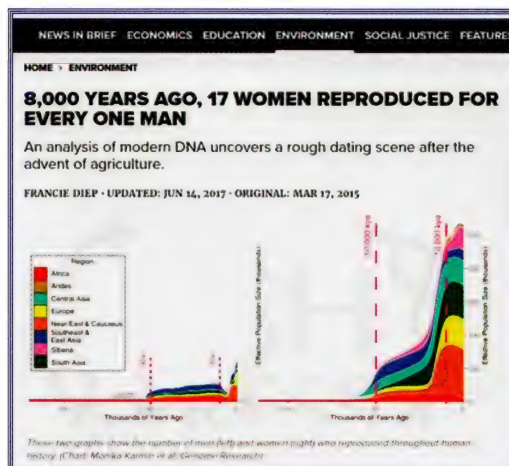 NEWS IN BRIEF ECONOMICS EDUCATION ENVIRONMENT SOCIAL JUSTICE FEATURES
HOME > ENVIRONMENT
8,000 YEARS AGO, 17 WOMEN REPRODUCED FOR
EVERY ONE MAN
An analysis of modern DNA uncovers a rough dating scene after the
advent of agriculture.
FRANCIE DIEP · UPDATED: JUN 14, 2017 · ORIGINAL: MAR 17, 2015
Region
Africa
Andes
Central Asia
Europe
Near-East & Caucasus
Southeast &
East Asia
Siberia
South Asia
Thousands of Years Ago
Effective Population Size (thousands)
Thousands of Years Ago
Effective Population Size (thousands)
These two graphs show the number of men (left) and women (right) who reproduced throughout human
history. (Chart: Monika Karmin et al./Genome Research)